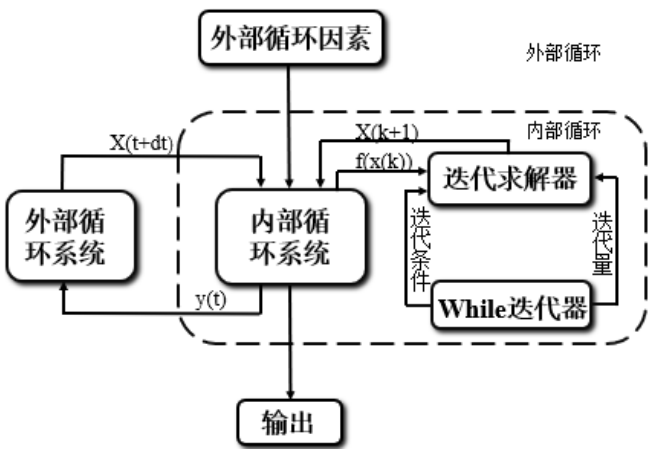 外部循环因素
外部循环
内部循环
X(t+dt)
X(k+1)
f(x(k))
迭代求解器
外部循
环系统
内部循
环系统
迭代条件
迭代量
y(t)
While迭代器
输出